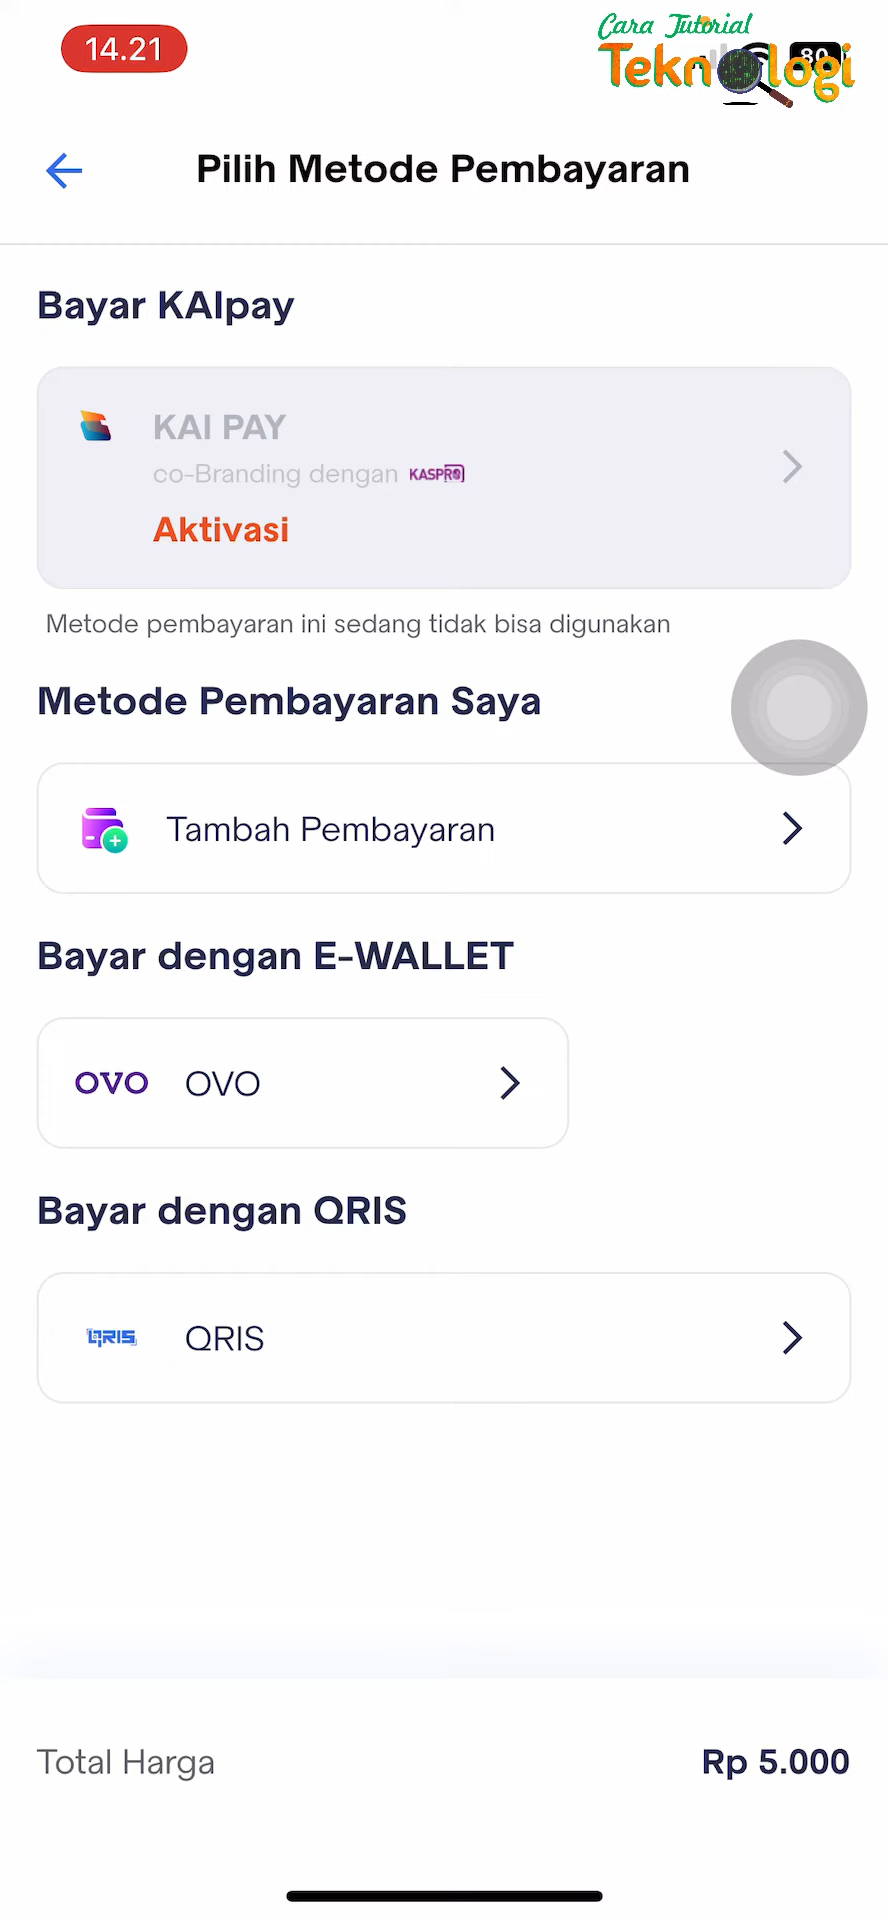 14.21
Cara Tutorial
Teknologi
80
Pilih Metode Pembayaran
Bayar KAIpay
KAI PAY
co-Branding dengan KASPRO
Aktivasi
Metode pembayaran ini sedang tidak bisa digunakan
Metode Pembayaran Saya
Tambah Pembayaran
Bayar dengan E-WALLET
OVO OVO
Bayar dengan QRIS
QRIS QRIS
Total Harga Rp 5.000